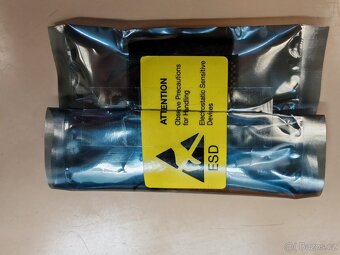 ATTENTION
Observe Precautions
for Handling
Electrostatic Sensitive
Devices
ESD